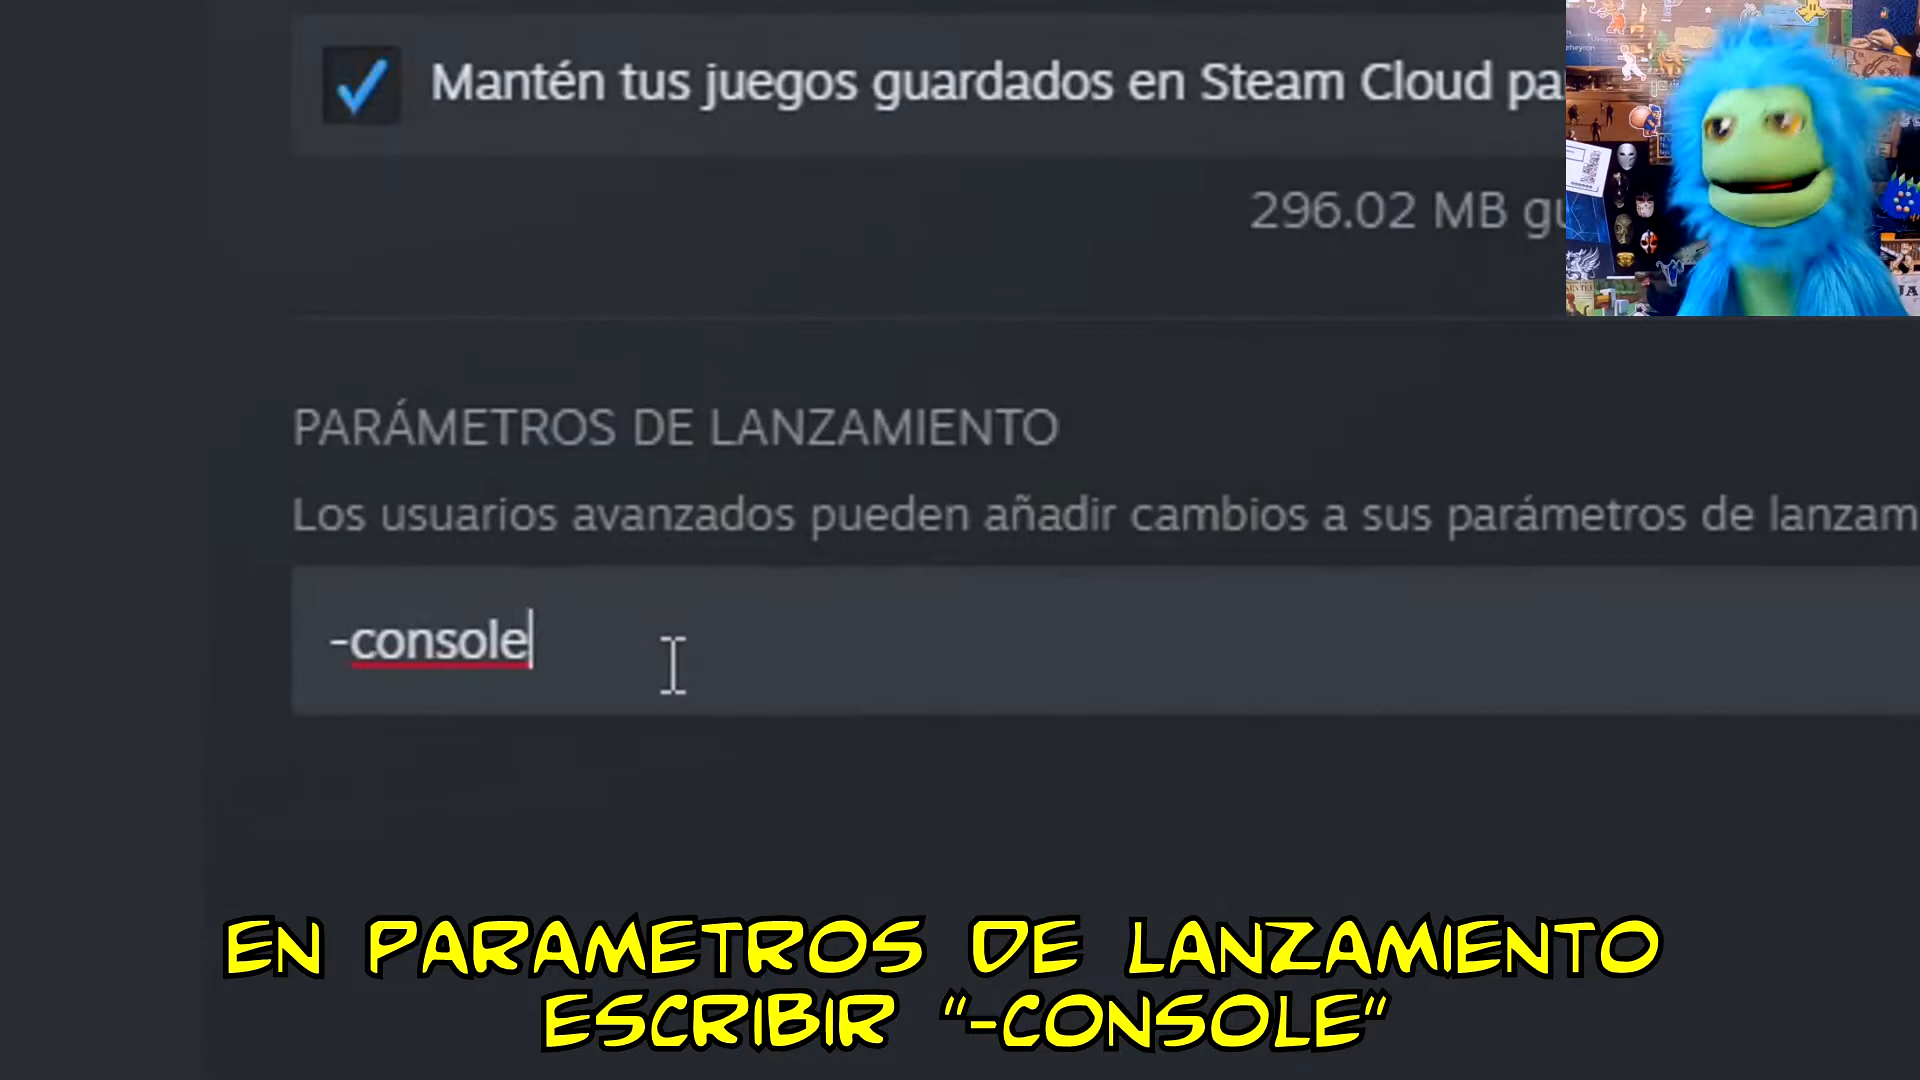 Mantén tus juegos guardados en Steam Cloud pa
296.02 MB gu
PARÁMETROS DE LANZAMIENTO
Los usuarios avanzados pueden añadir cambios a sus parámetros de lanzam
-console
EN PARAMETROS DE LANZAMIENTO
ESCRIBIR "-CONSOLE"